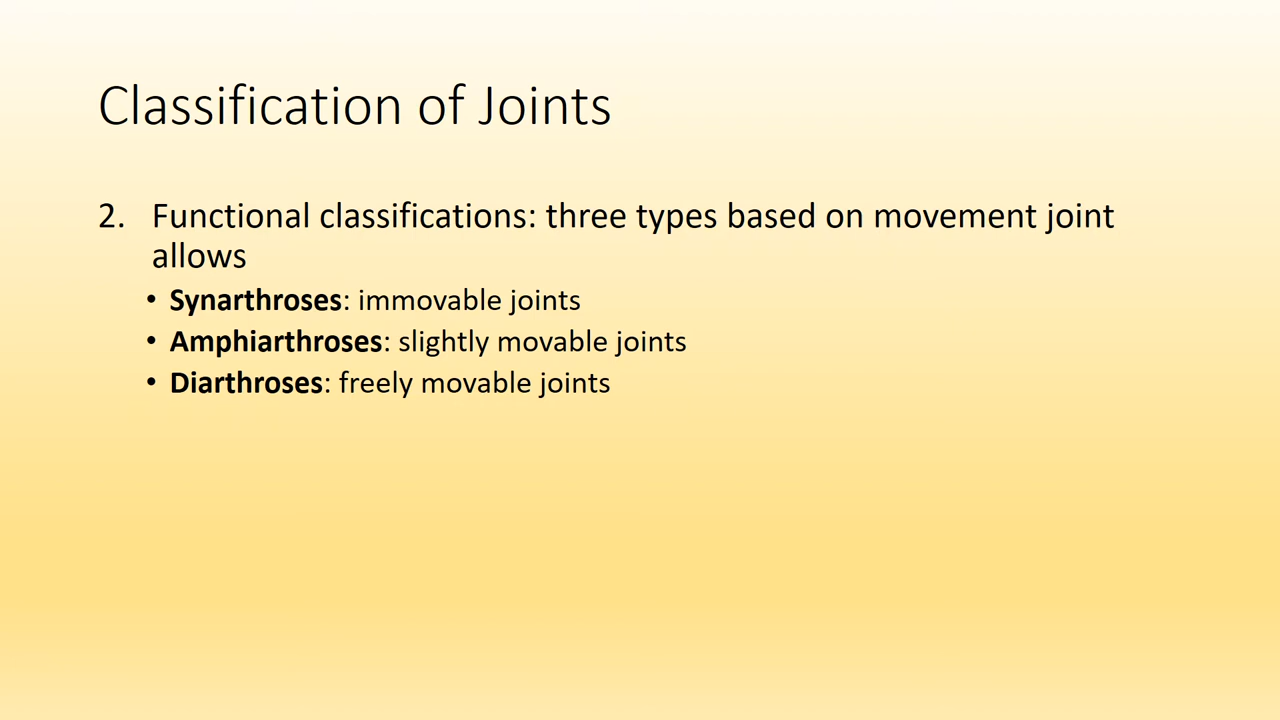 Classification of Joints
2. Functional classifications: three types based on movement joint
allows
• Synarthroses: immovable joints
• Amphiarthroses: slightly movable joints
• Diarthroses: freely movable joints